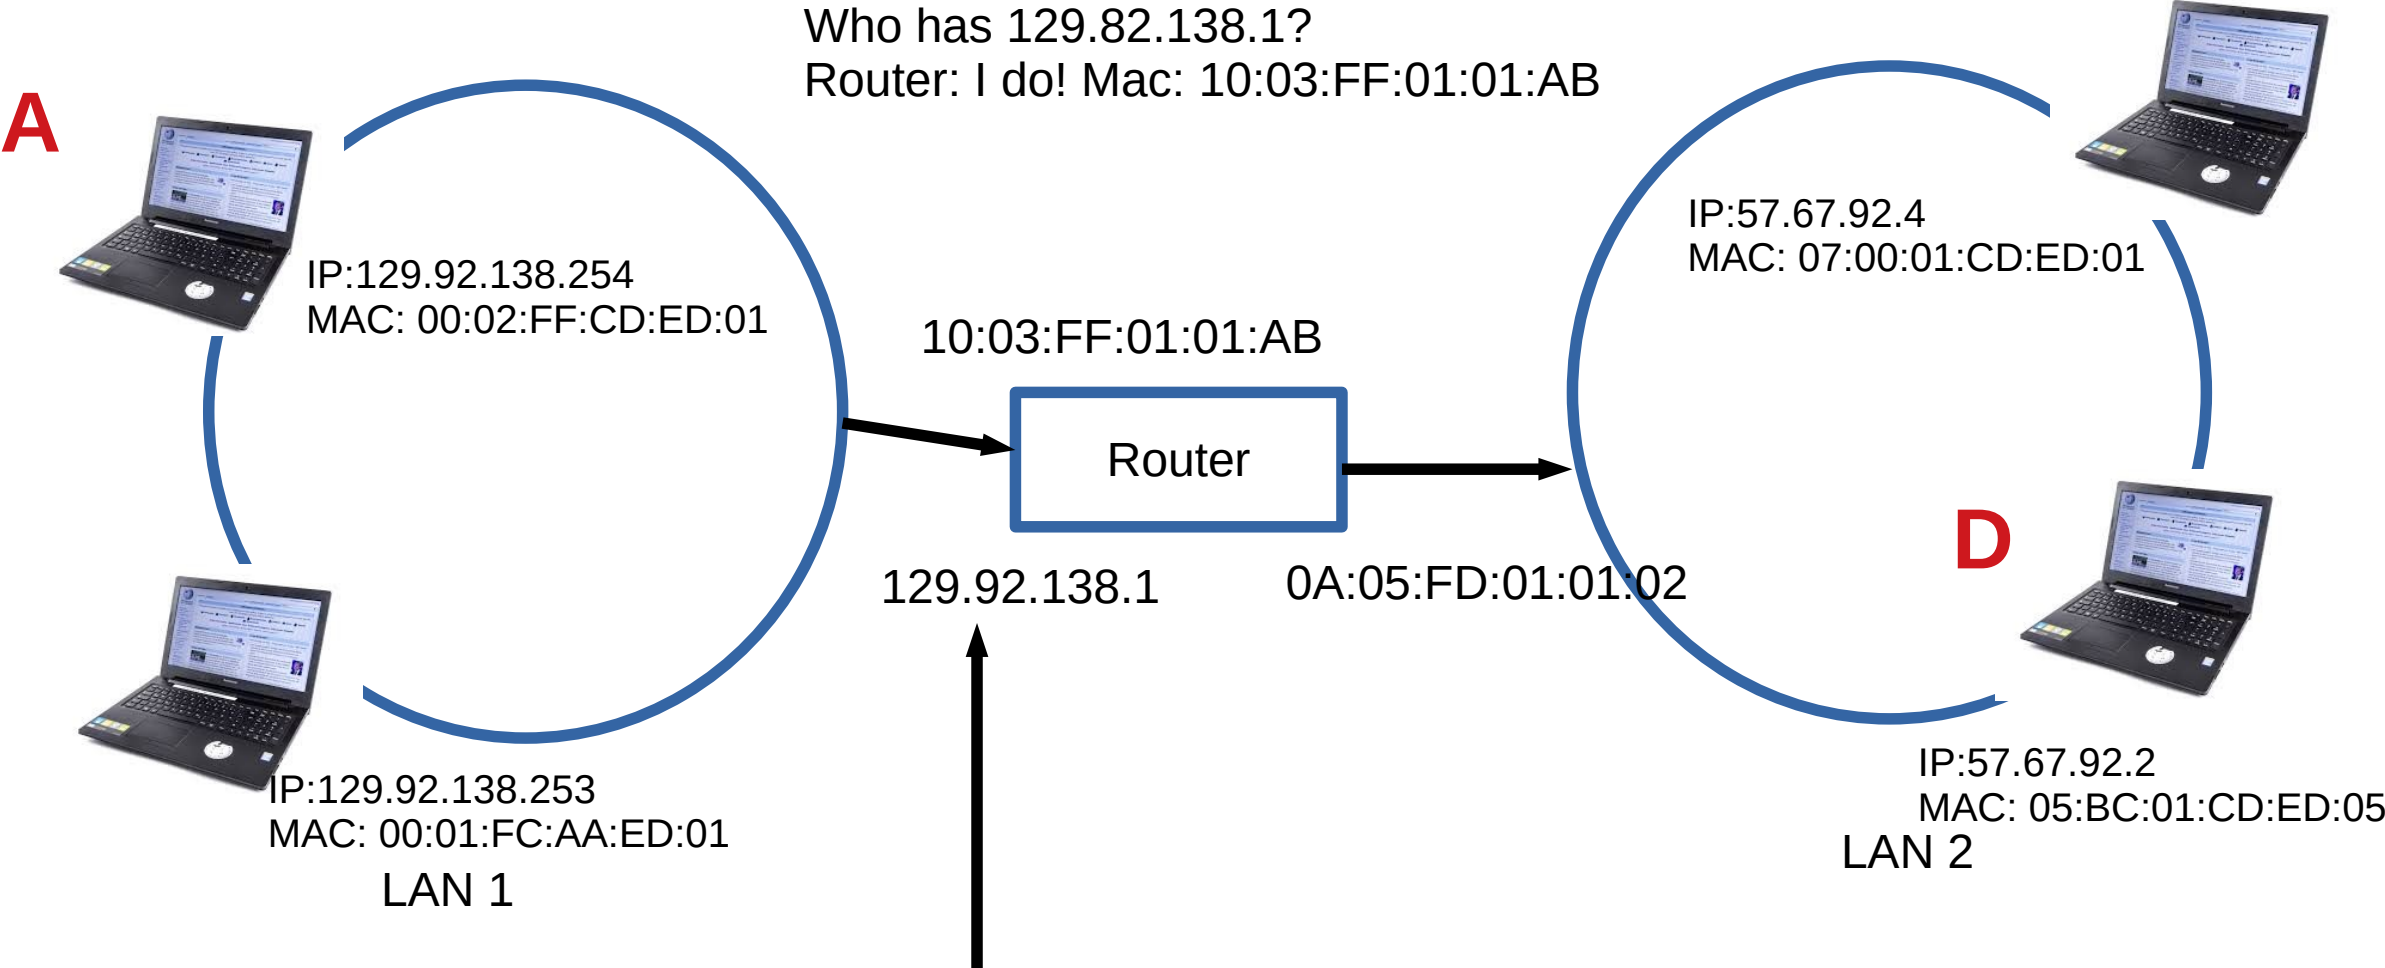 Who has 129.82.138.1?
Router: I do! Mac: 10:03:FF:01:01:AB
A
IP:129.92.138.254
MAC: 00:02:FF:CD:ED:01
IP:57.67.92.4
MAC: 07:00:01:CD:ED:01
10:03:FF:01:01:AB
Router
129.92.138.1
0A:05:FD:01:01:02
D
IP:129.92.138.253
MAC: 00:01:FC:AA:ED:01
LAN 1
IP:57.67.92.2
MAC: 05:BC:01:CD:ED:05
LAN 2